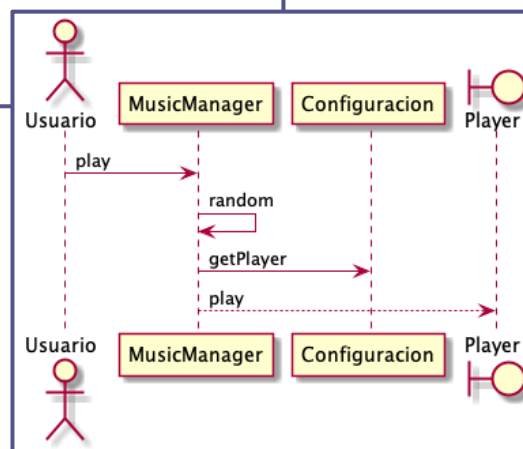 Usuario
MusicManager
Configuracion
Player
play
random
getPlayer
play
Usuario
MusicManager
Configuracion
Player